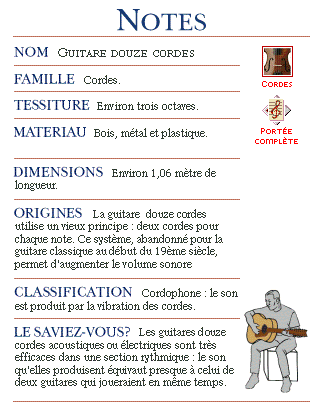 NOTES
NOM Guitare douze cordes
FAMILLE Cordes.
TESSITURE Environ trois octaves.
MATERIAU Bois, métal et plastique.
Cordes
Portée
complète
DIMENSIONS Environ 1,06 mètre de
longueur.
ORIGINES La guitare douze cordes
utilise un vieux principe : deux cordes pour
chaque note. Ce système, abandonné pour la
guitare classique au début du 19ème siècle,
permet d'augmenter le volume sonore
CLASSIFICATION Cordophone : le son
est produit par la vibration des cordes.
LE SAVIEZ-VOUS? Les guitares douze
cordes acoustiques ou électriques sont très
efficaces dans une section rythmique : le son
qu'elles produisent équivaut presque à celui de
deux guitares qui joueraient en même temps.